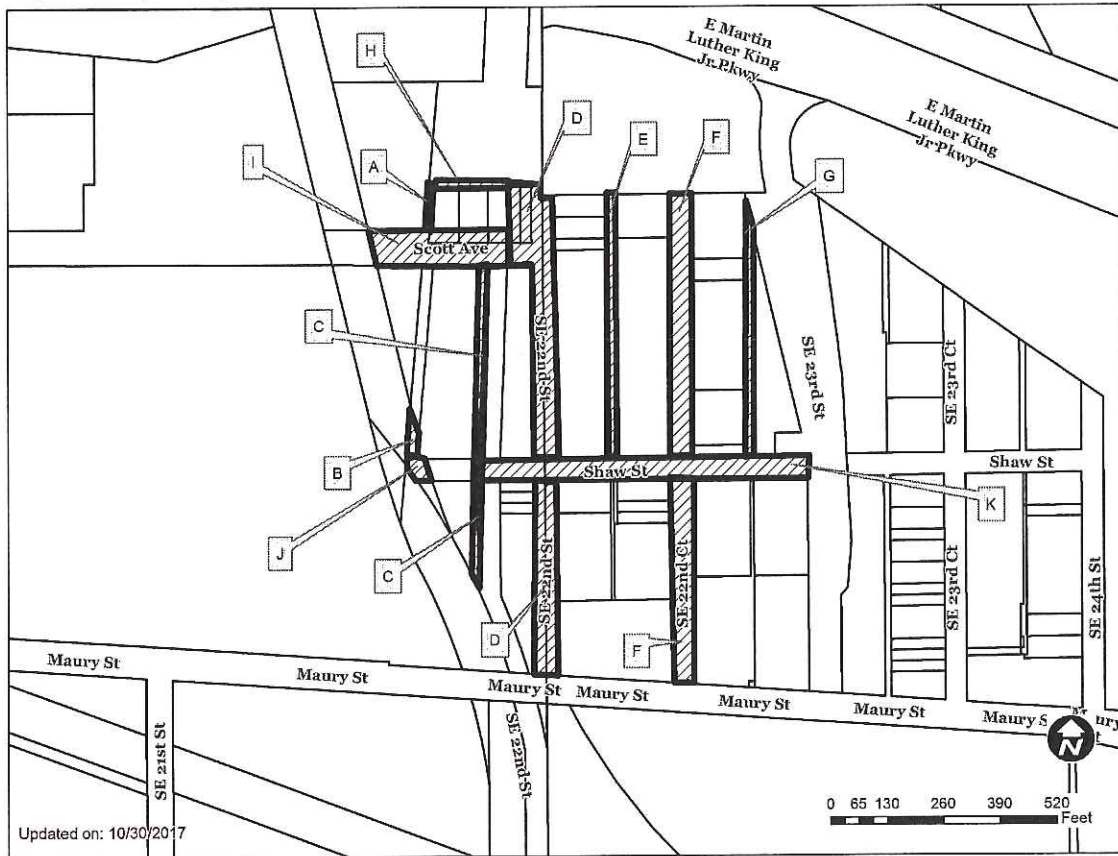 E Martin
Luther King
Jr Pkwy
E Martin
Luther King
Jr Pkwy
H
D
E
F
A
I
G
Scott Ave
C
SE 22nd St
SE 23rd St
SE 23rd Ct
B
Shaw St
Shaw St
K
J
C
SE 22nd St
SE 22nd Ct
SE 23rd Ct
SE 24th St
D
F
Maury St
Maury St
Maury St
Maury St
Maury St
Maury St
Maury S
Maury
SE 21st St
SE 22nd St
N
0 65 130 260 390 520
Feet
Updated on: 10/30/2017